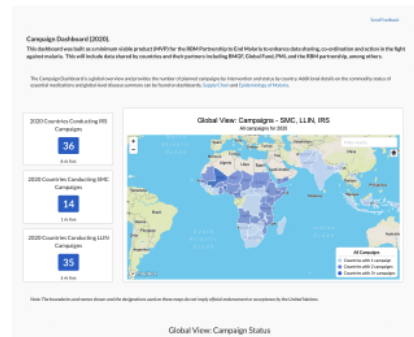 Send Feedback
Campaign Dashboard (2020).
This dashboard was built as a minimum viable product (MVP) for the RBM Partnership to End Malaria to enhance data sharing, co-ordination and action in the fight
against malaria. This will include data shared by countries and their partners including BMGF, Global Fund, PMI, and the RBM partnership, among others.
The Campaign Dashboard is a global overview and provides the number of planned campaigns by intervention and status by country. Additional details on the commodity status of
essential medications and global-level disease summary can be found on dashboards, Supply Chain and Epidemiology of Malaria.
2020 Countries Conducting IRS
Campaigns
36
2020 Countries Conducting SMC
Campaigns
14
2020 Countries Conducting LLIN
Campaigns
35
Global View: Campaigns - SMC, LLIN, IRS
All campaigns for 2020
Algeria
Libya
Iran
China
India
Brazil
All Campaigns
Countries with 1 campaign
Countries with 2 campaigns
Countries with 3+ campaigns
Note: The boundaries and names shown and the designations used on these maps do not imply official endorsement or acceptance by the United Nations.
Global View: Campaign Status